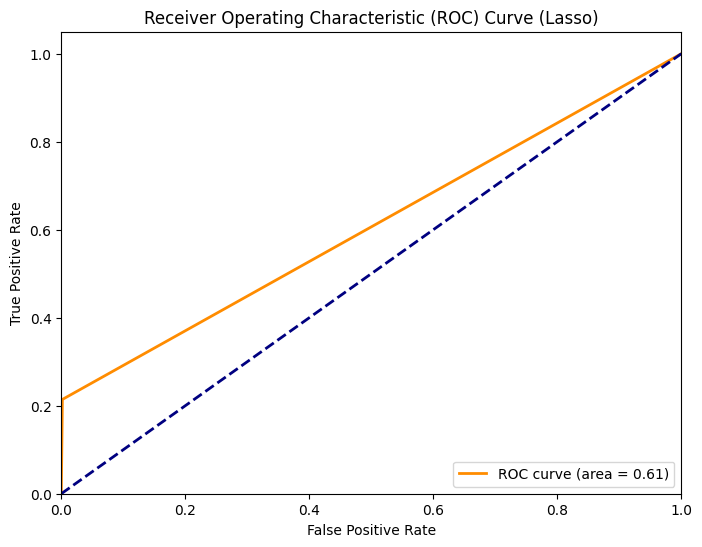 Receiver Operating Characteristic (ROC) Curve (Lasso)
1.0
0.8
0.6
0.4
0.2
0.0
True Positive Rate
ROC curve (area = 0.61)
0.0 0.2 0.4 0.6 0.8 1.0
False Positive Rate